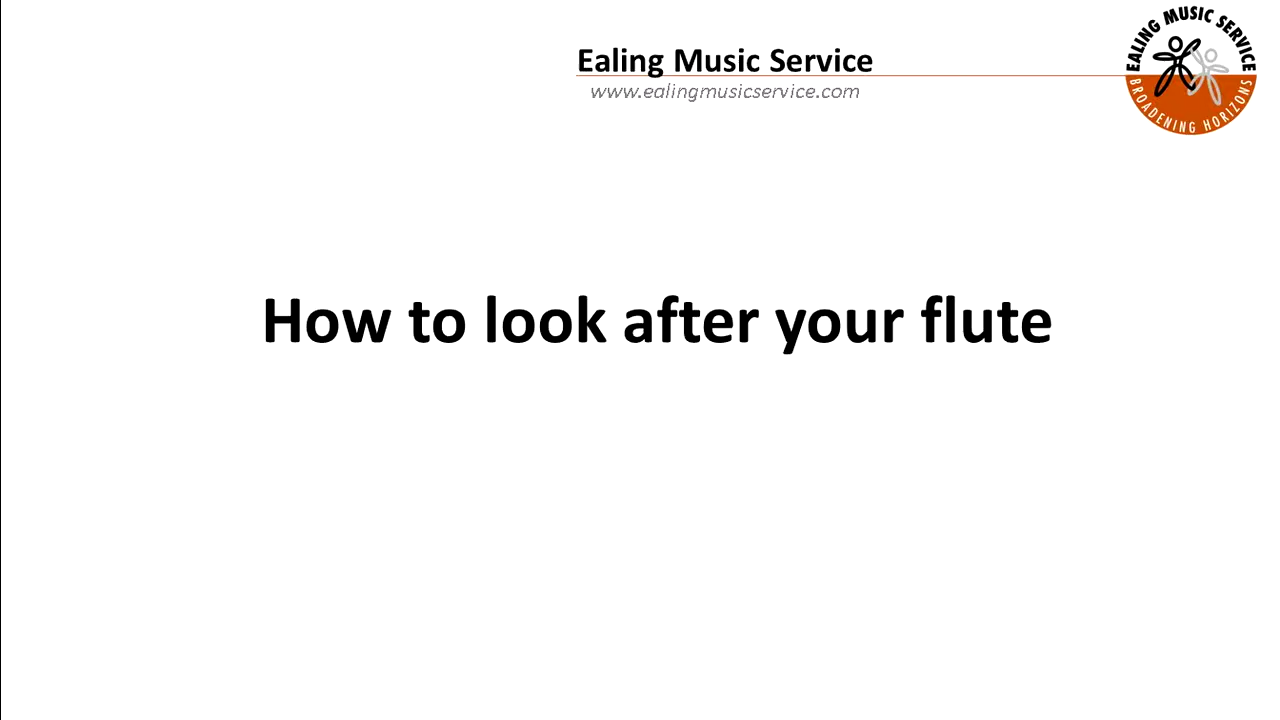 Ealing Music Service
www.ealingmusicservice.com
EALING MUSIC SERVICE
BROADENING HORIZONS
How to look after your flute